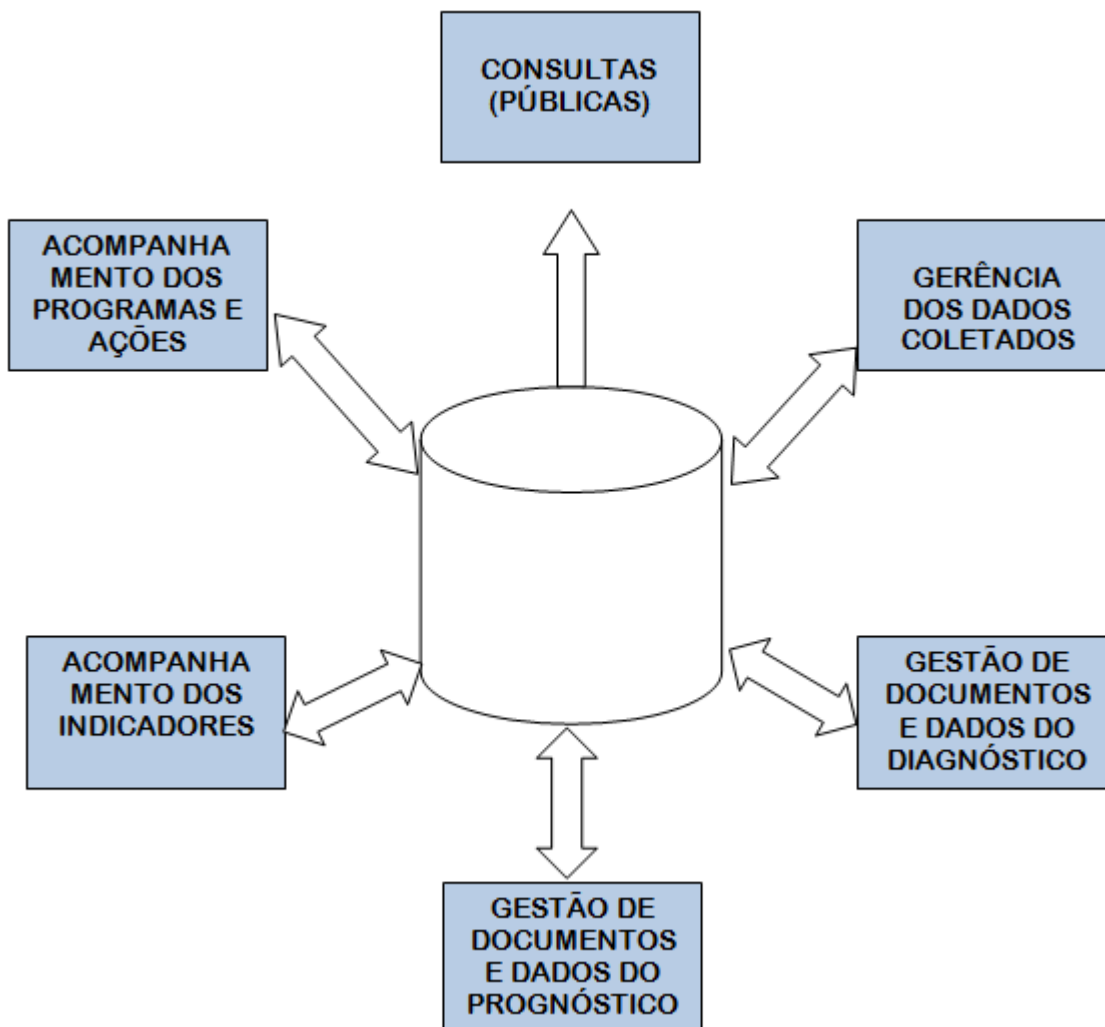 CONSULTAS
(PÚBLICAS)
ACOMPANHA
MENTO DOS
PROGRAMAS E
AÇÕES
GERÊNCIA
DOS DADOS
COLETADOS
ACOMPANHA
MENTO DOS
INDICADORES
GESTÃO DE
DOCUMENTOS
E DADOS DO
DIAGNÓSTICO
GESTÃO DE
DOCUMENTOS
E DADOS DO
PROGNÓSTICO